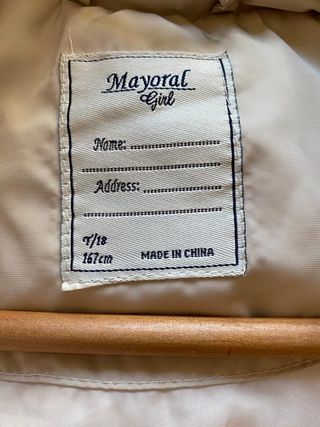 Mayoral
Girl
Name: ..............................
........................................
Address: ..........................
........................................
T/18
167cm MADE IN CHINA